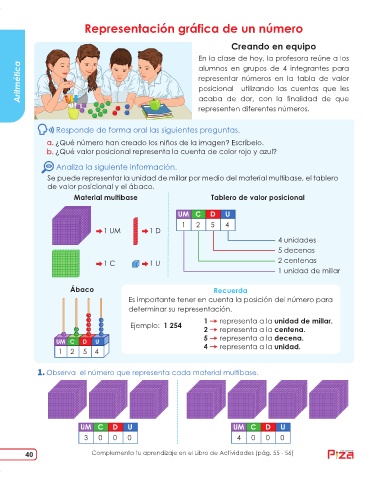 Representación gráfica de un número
Aritmética
Creando en equipo
En la clase de hoy, la profesora reúne a los
alumnos en grupos de 4 integrantes para
representar números en la tabla de valor
posicional utilizando las cuentas que les
acaba de dar, con la finalidad de que
representen diferentes números.
Responde de forma oral las siguientes preguntas.
a. ¿Qué número han creado los niños de la imagen? Escríbelo.
b. ¿Qué valor posicional representa la cuenta de color rojo y azul?
Analiza la siguiente información.
Se puede representar la unidad de millar por medio del material multibase, el tablero
de valor posicional y el ábaco.
Material multibase
Tablero de valor posicional
1 UM
1 D
1 C
1 U
UM C D U
1 2 5 4
4 unidades
5 decenas
2 centenas
1 unidad de millar
Ábaco
UM C D U
1 2 5 4
Recuerda
Es importante tener en cuenta la posición del número para
determinar su representación.
Ejemplo: 1 254
1 → representa a la unidad de millar.
2 → representa a la centena.
5 → representa a la decena.
4 → representa a la unidad.
1. Observa el número que representa cada material multibase.
UM C D U
3 0 0 0
UM C D U
4 0 0 0
40
Complementa tu aprendizaje en el Libro de Actividades (pág. 55 - 56)